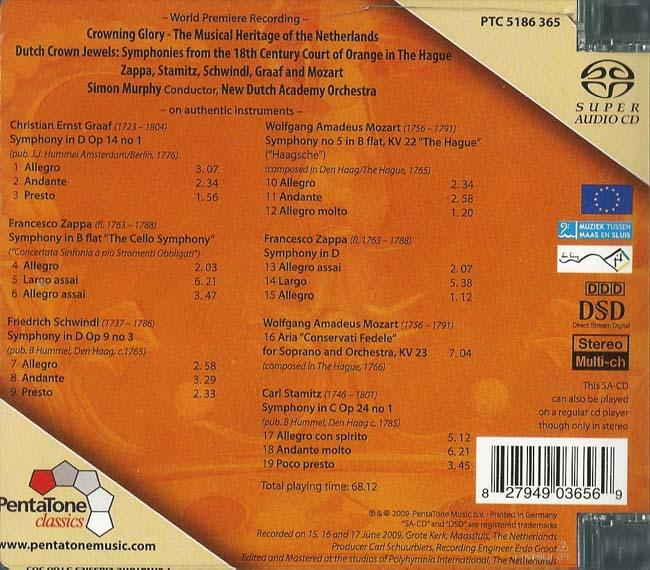 – World Premiere Recording –
Crowning Glory - The Musical Heritage of the Netherlands
Dutch Crown Jewels: Symphonies from the 18th Century Court of Orange in The Hague
Zappa, Stamitz, Schwindl, Graaf and Mozart
Simon Murphy Conductor, New Dutch Academy Orchestra
– on authentic instruments –
PTC 5186 365
SUPER
AUDIO CD
Christian Ernst Graaf (1723 – 1804)
Symphony in D Op 14 no 1
(pub. J.J. Hummel Amsterdam/Berlin, 1776)
1 Allegro 3.07
2 Andante 2.34
3 Presto 1.56
Francesco Zappa (fl. 1763 – 1788)
Symphony in B flat "The Cello Symphony"
("Concertata Sinfonia à più Stromenti Obbligati")
4 Allegro 2.03
5 Largo assai 6.21
6 Allegro assai 3.47
Friedrich Schwindl (1737 – 1786)
Symphony in D Op 9 no 3
(pub. B Hummel, Den Haag, c.1765)
7 Allegro 2.58
8 Andante 3.29
9 Presto 2.33
Wolfgang Amadeus Mozart (1756 – 1791)
Symphony no 5 in B flat, KV 22 "The Hague"
("Haagsche")
(composed in Den Haag/The Hague, 1765)
10 Allegro 2.34
11 Andante 2.58
12 Allegro molto 1.20
Francesco Zappa (fl. 1763 – 1788)
Symphony in D
13 Allegro assai 2.07
14 Largo 5.38
15 Allegro 1.12
Wolfgang Amadeus Mozart (1756 – 1791)
16 Aria "Conservati Fedele"
for Soprano and Orchestra, KV 23 7.04
(composed in The Hague, 1766)
Carl Stamitz (1746 – 1801)
Symphony in C Op 24 no 1
(pub. B Hummel, Den Haag c. 1785)
17 Allegro con spirito 5.12
18 Andante molto 6.21
19 Poco presto 3.45
Total playing time: 68.12
MUZIEK TUSSEN
MAAS EN SLUIS
DDD
DSD
Direct Stream Digital
Stereo
Multi-ch
This SA-CD
can also be played
on a regular cd player
though only in stereo
8 27949 03656 9
PentaTone
classics
www.pentatonemusic.com
℗ & © 2009 PentaTone Music b.v. · Printed in Germany
"SA-CD" and "DSD" are registered trademarks
Recorded on 15, 16 and 17 June 2009, Grote Kerk, Maassluis, The Netherlands
Producer Carl Schuurbiers, Recording Engineer Erdo Groot
Edited and Mastered at the studios of Polyhymnia International, The Netherlands